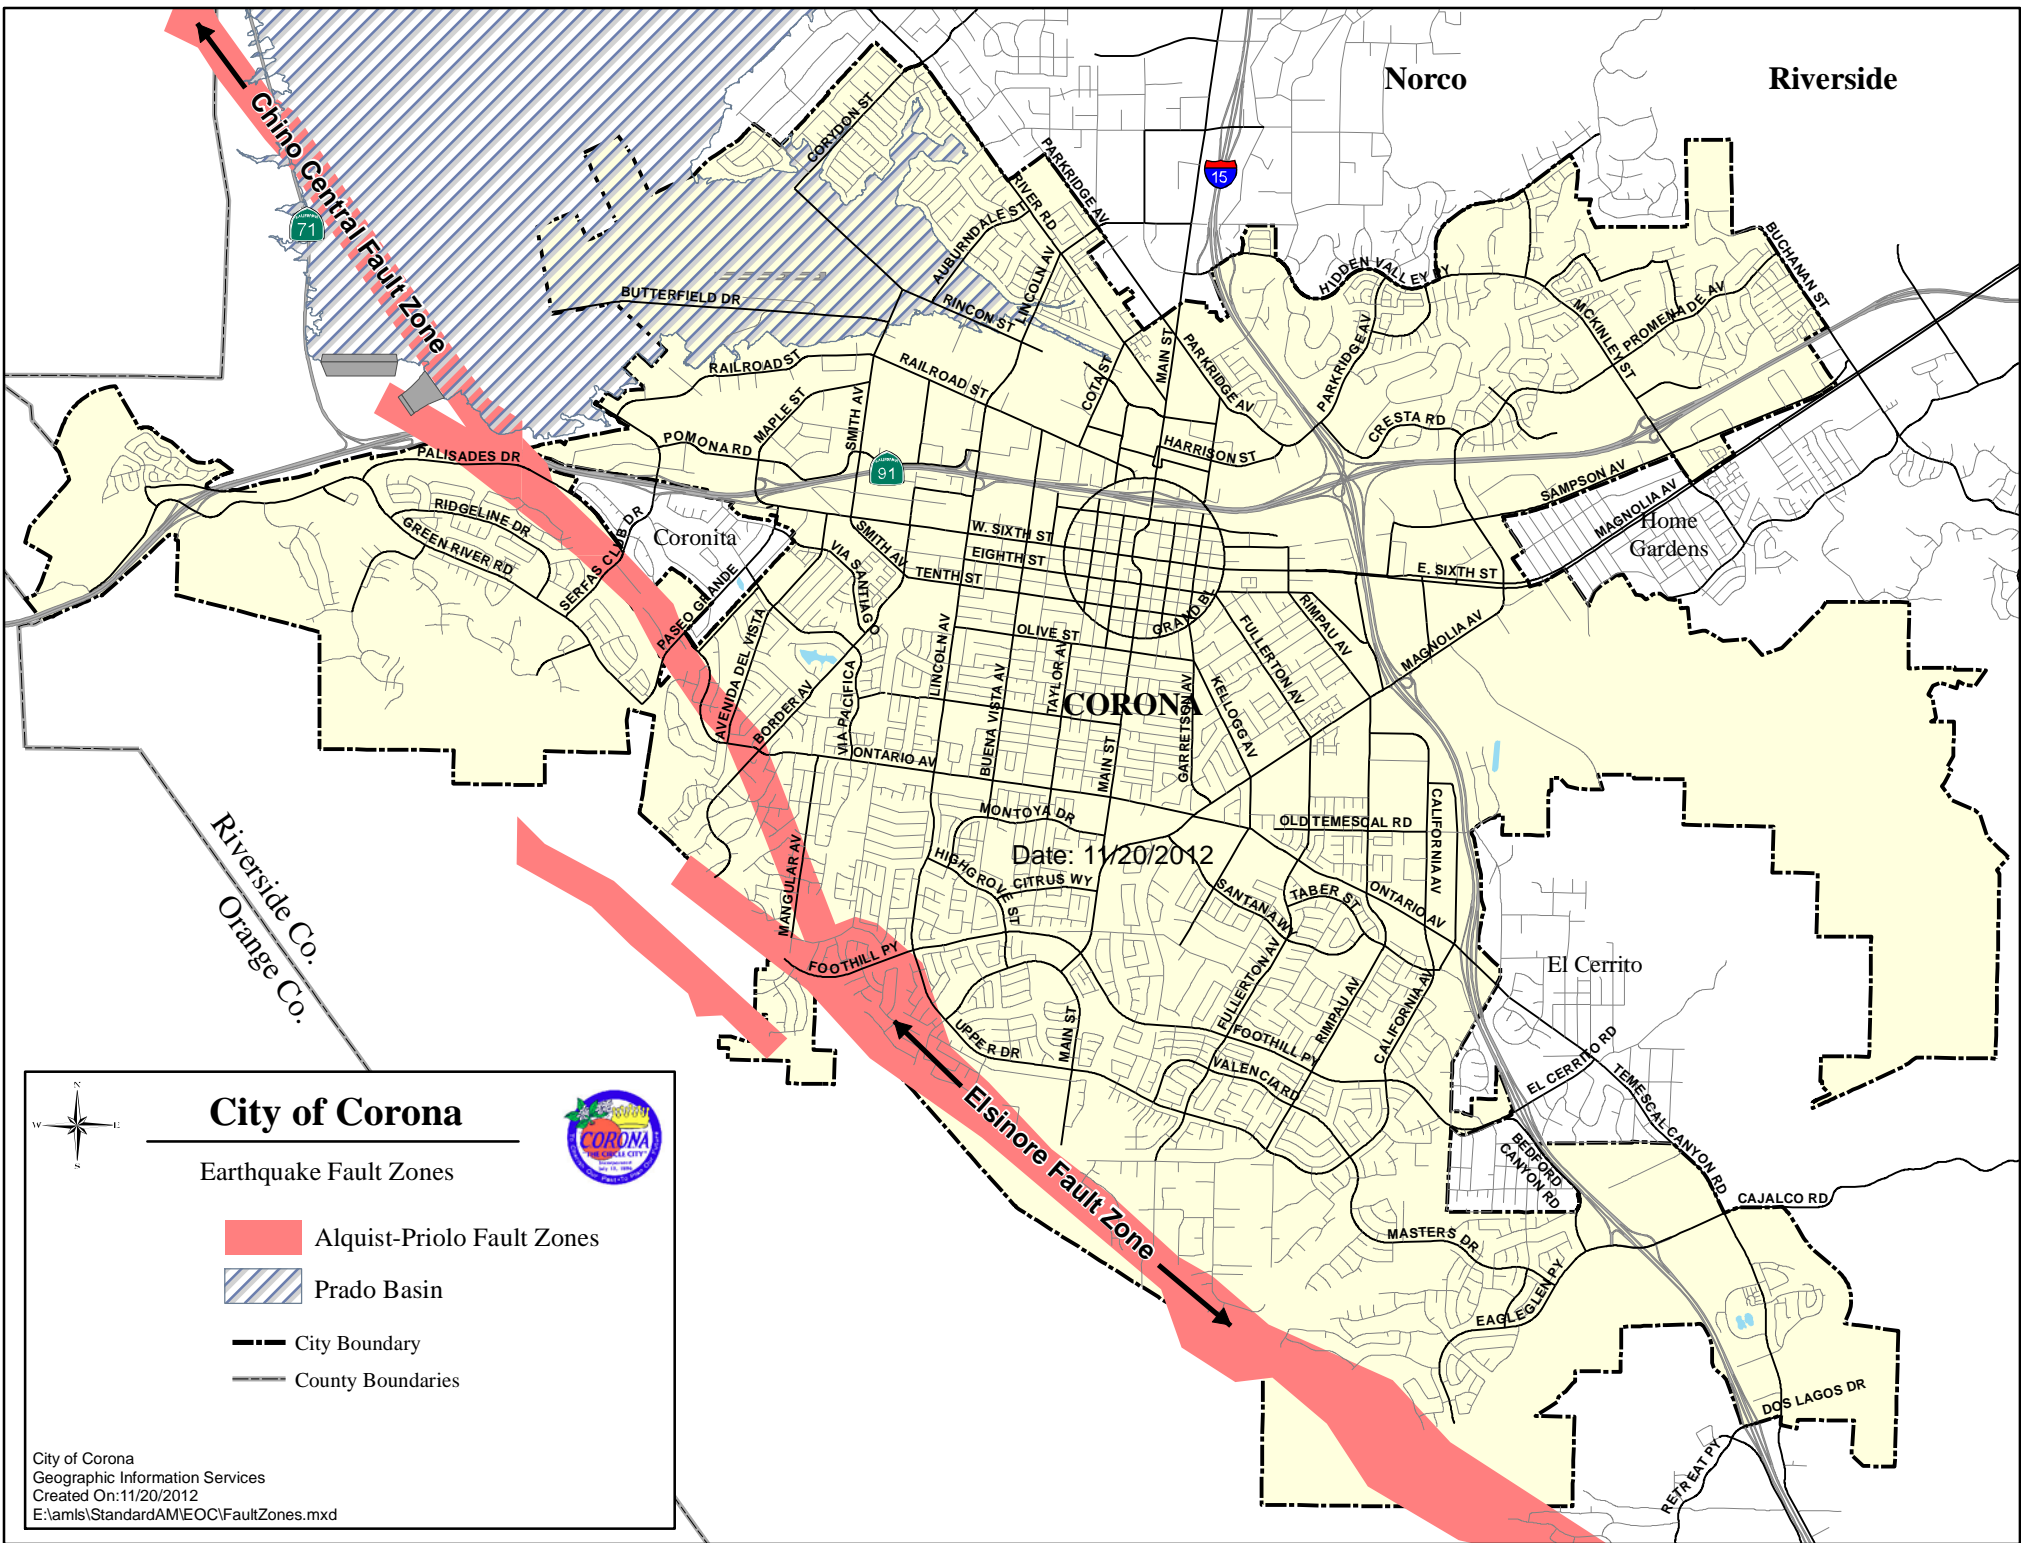 Norco
Riverside
15
Chino Central Fault Zone
71
CORYDON ST
PARKRIDGE AV
RIVER RD
AUBURNDALE ST
LINCOLN AV
BUTTERFIELD DR
RINCON ST
HIDDEN VALLEY PY
BUCHANAN ST
MCKINLEY ST
PROMENADE AV
PARKRIDGE AV
MAIN ST
PARKRIDGE AV
RAILROAD ST
RAILROAD ST
COTA ST
MAPLE ST
SMITH AV
POMONA RD
CRESTA RD
HARRISON ST
91
PALISADES DR
SAMPSON AV
MAGNOLIA AV
RIDGELINE DR
GREEN RIVER RD
SERFAS CLUB DR
Coronita
Home
Gardens
W. SIXTH ST
SMITH AV
EIGHTH ST
TENTH ST
VIA SANTIAGO
E. SIXTH ST
PASEO GRANDE
GRAND BL
RIMPAU AV
FULLERTON AV
MAGNOLIA AV
AVENIDA DEL VISTA
BORDER AV
VIA PACIFICA
LINCOLN AV
OLIVE ST
TAYLOR AV
BUENA VISTA AV
CORONA
GARRETSON AV
KELLOGG AV
MAIN ST
ONTARIO AV
MONTOYA DR
OLD TEMESCAL RD
CALIFORNIA AV
Date: 11/20/2012
HIGHGROVE ST
CITRUS WY
MANGULAR AV
SANTANA WY
TABER ST
ONTARIO AV
Riverside Co.
Orange Co.
FOOTHILL PY
El Cerrito
FULLERTON AV
RIMPAU AV
CALIFORNIA AV
UPPER DR
MAIN ST
FOOTHILL PY
VALENCIA RD
EL CERRITO RD
TEMESCAL CANYON RD
Elsinore Fault Zone
BEDFORD
CANYON RD
CAJALCO RD
MASTERS DR
EAGLEGLEN PY
DOS LAGOS DR
RETREAT PY
N
W
E
S
City of Corona
CORONA
"THE CIRCLE CITY"
Earthquake Fault Zones
Alquist-Priolo Fault Zones
Prado Basin
City Boundary
County Boundaries
City of Corona
Geographic Information Services
Created On:11/20/2012
E:\amls\StandardAM\EOC\FaultZones.mxd